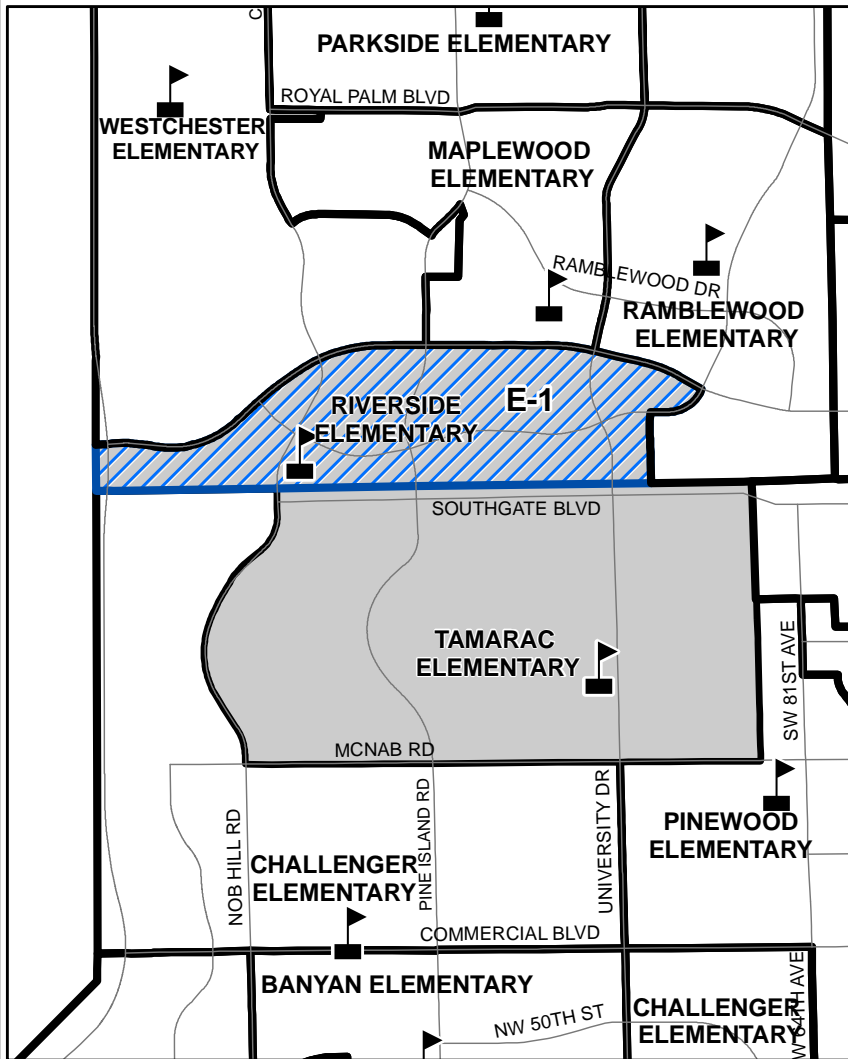 C
PARKSIDE ELEMENTARY
ROYAL PALM BLVD
WESTCHESTER
ELEMENTARY
MAPLEWOOD
ELEMENTARY
RAMBLEWOOD DR
RAMBLEWOOD
ELEMENTARY
RIVERSIDE
ELEMENTARY
E-1
SOUTHGATE BLVD
TAMARAC
ELEMENTARY
SW 81ST AVE
MCNAB RD
NOB HILL RD
PINE ISLAND RD
UNIVERSITY DR
PINEWOOD
ELEMENTARY
CHALLENGER
ELEMENTARY
COMMERCIAL BLVD
BANYAN ELEMENTARY
NW 50TH ST
CHALLENGER
ELEMENTARY
W 64TH AVE